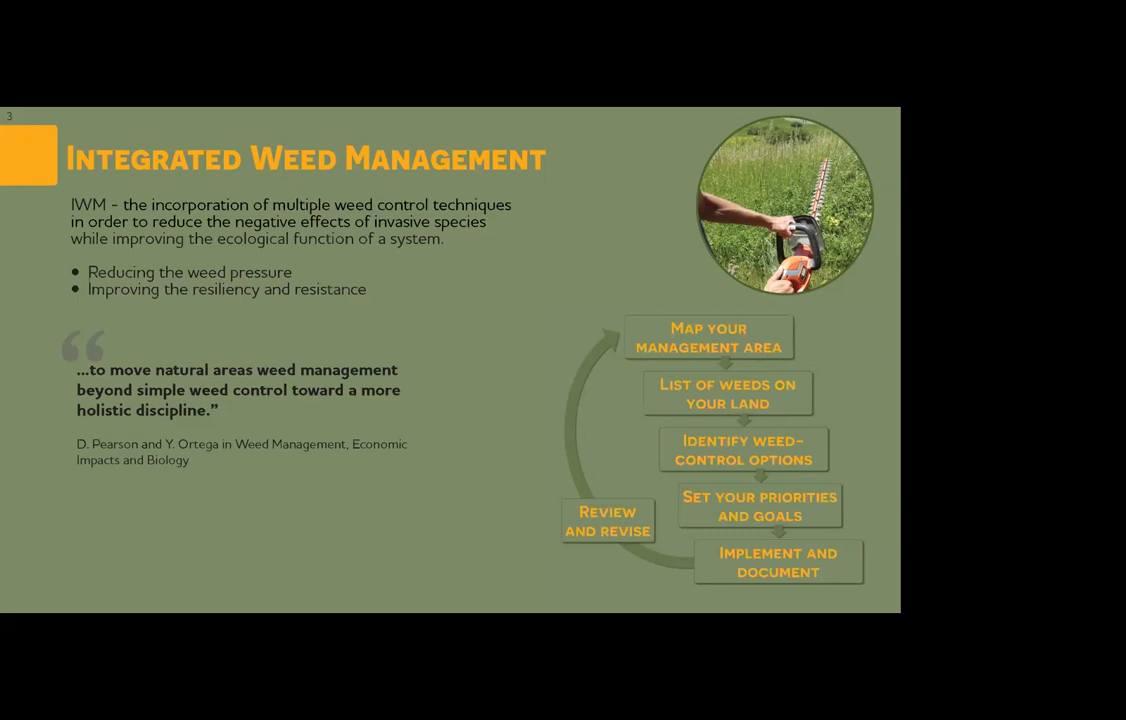 3
Integrated Weed Management
IWM - the incorporation of multiple weed control techniques
in order to reduce the negative effects of invasive species
while improving the ecological function of a system.
• Reducing the weed pressure
• Improving the resiliency and resistance
“
...to move natural areas weed management
beyond simple weed control toward a more
holistic discipline.”
D. Pearson and Y. Ortega in Weed Management, Economic
Impacts and Biology
Map your
management area
List of weeds on
your land
Identify weed-
control options
Set your priorities
and goals
Implement and
document
Review
and revise